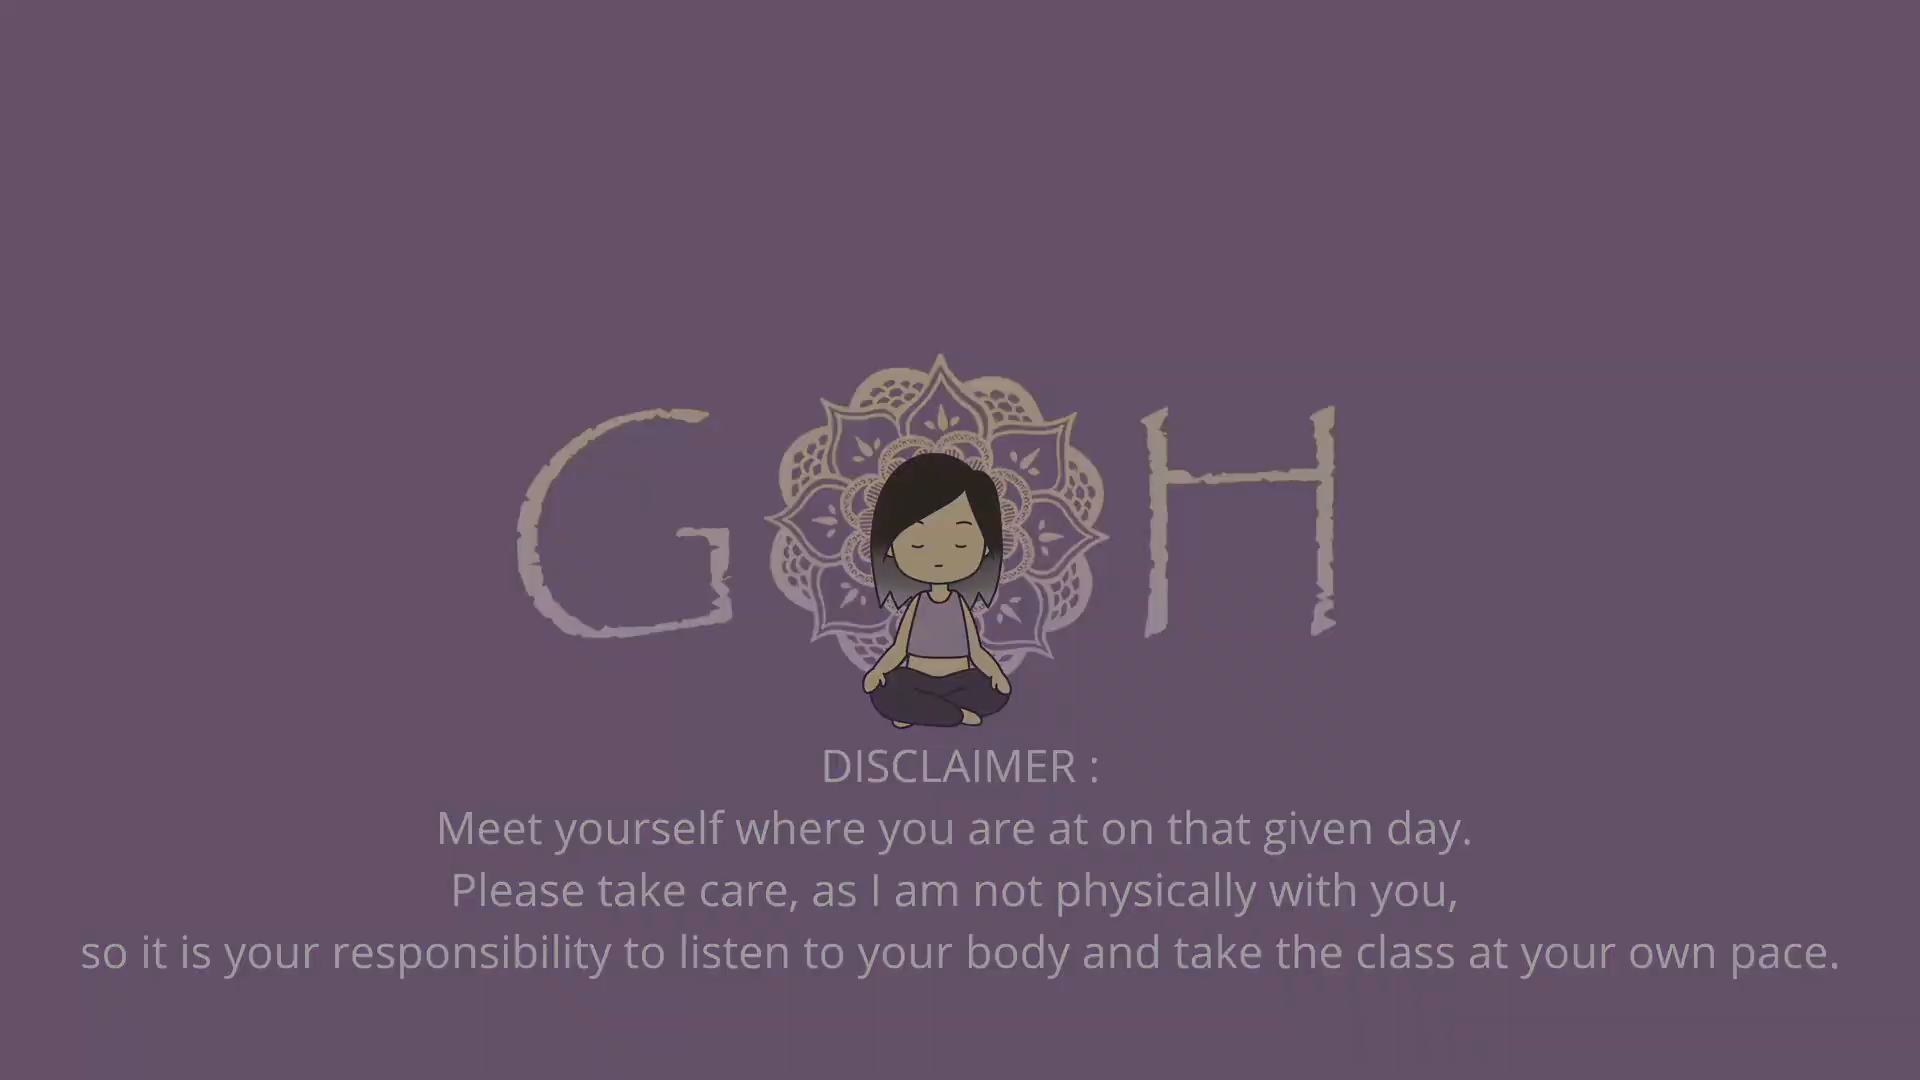 GOH
DISCLAIMER :
Meet yourself where you are at on that given day.
Please take care, as I am not physically with you,
so it is your responsibility to listen to your body and take the class at your own pace.